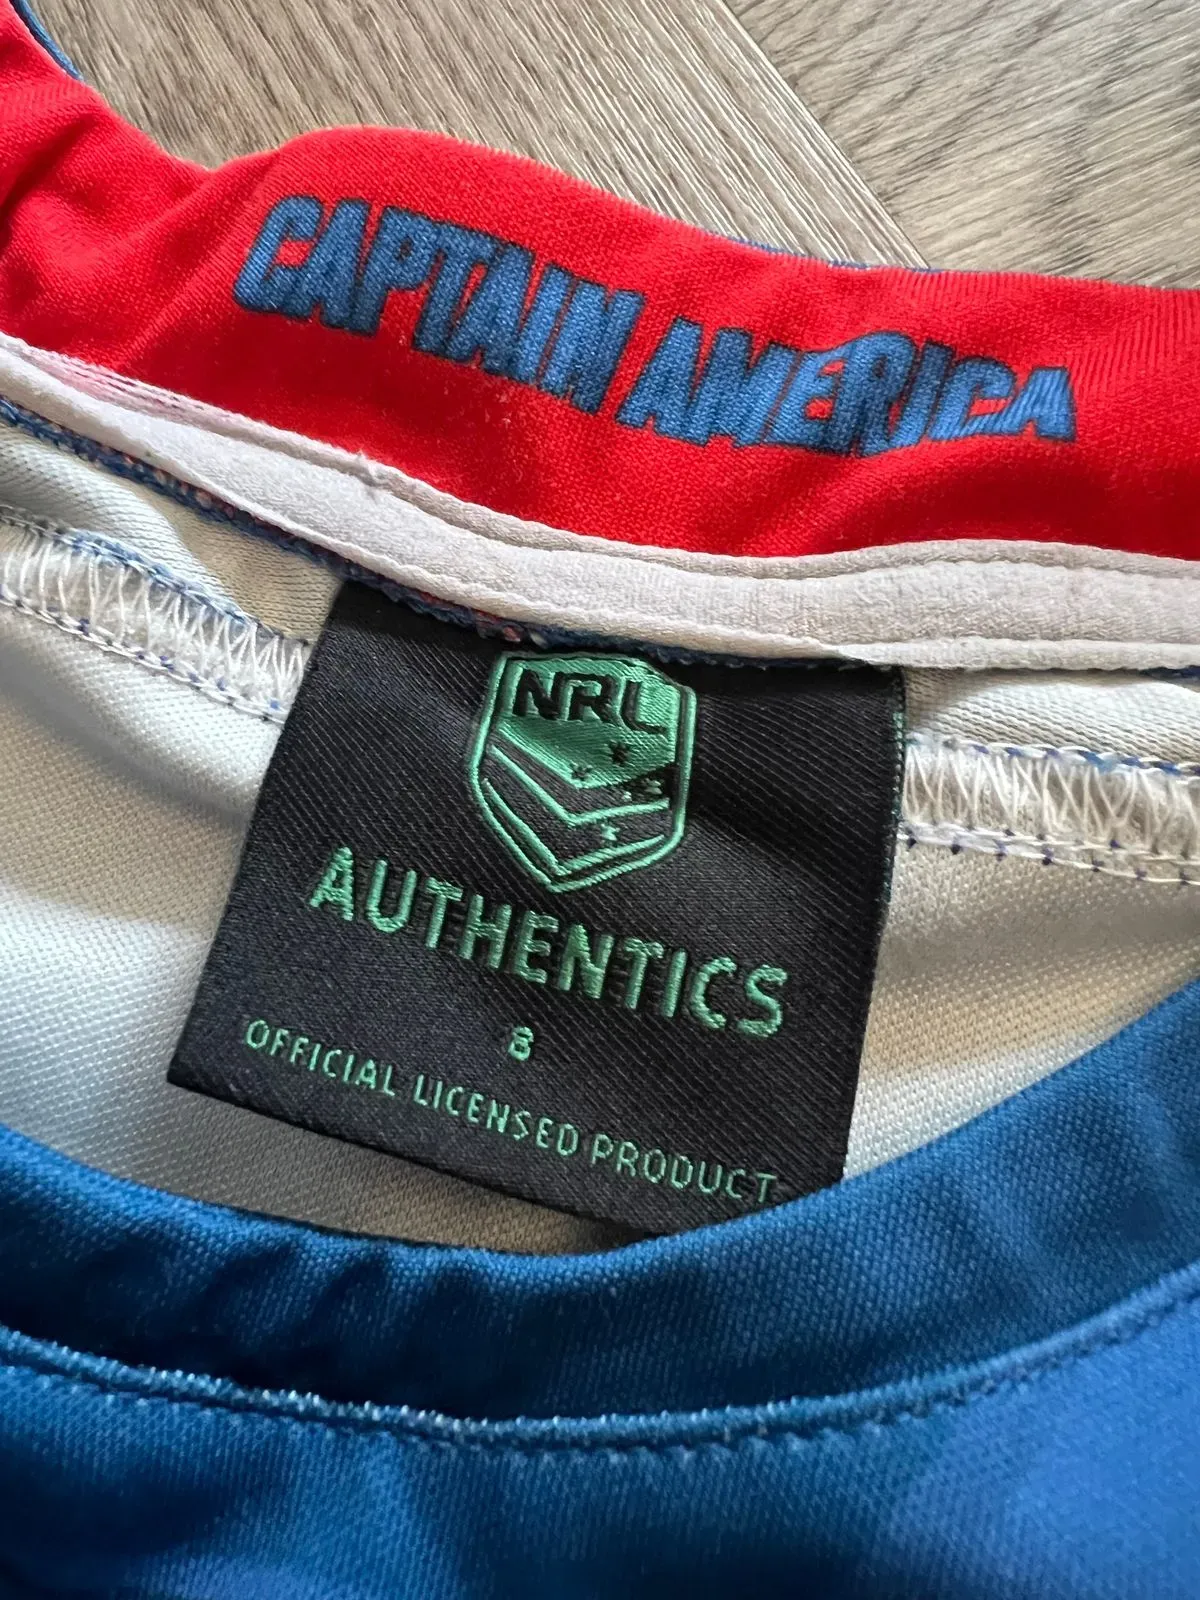 CAPTAIN AMERICA
NRL
AUTHENTICS
8
OFFICIAL LICENSED PRODUCT